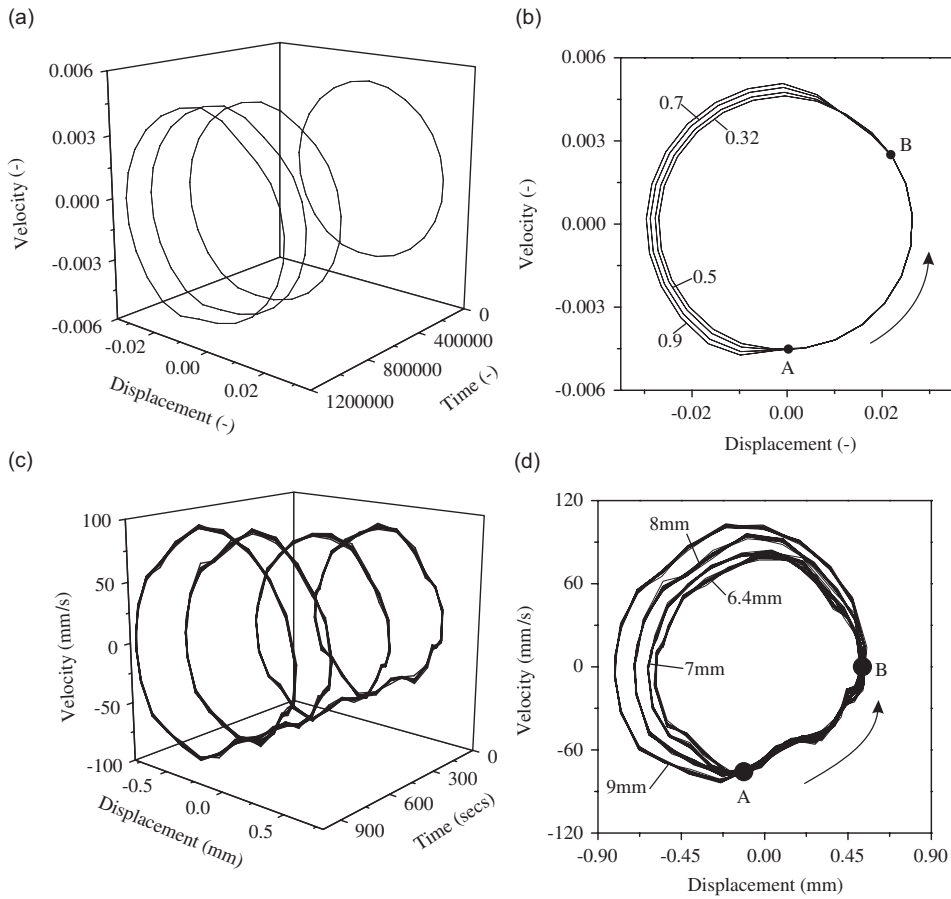 (a)
0.006
0.003
0.000
-0.003
-0.006
Velocity (-)
-0.02
0.00
0.02
Displacement (-)
0
400000
800000
1200000
Time (-)
(b)
0.006
0.003
0.000
-0.003
-0.006
Velocity (-)
0.7
0.32
0.5
0.9
A
B
-0.02
0.00
0.02
Displacement (-)
(c)
100
50
0
-50
-100
Velocity (mm/s)
-0.5
0.0
0.5
Displacement (mm)
0
300
600
900
Time (secs)
(d)
120
60
0
-60
-120
Velocity (mm/s)
8mm
6.4mm
7mm
9mm
A
B
-0.90
-0.45
0.00
0.45
0.90
Displacement (mm)